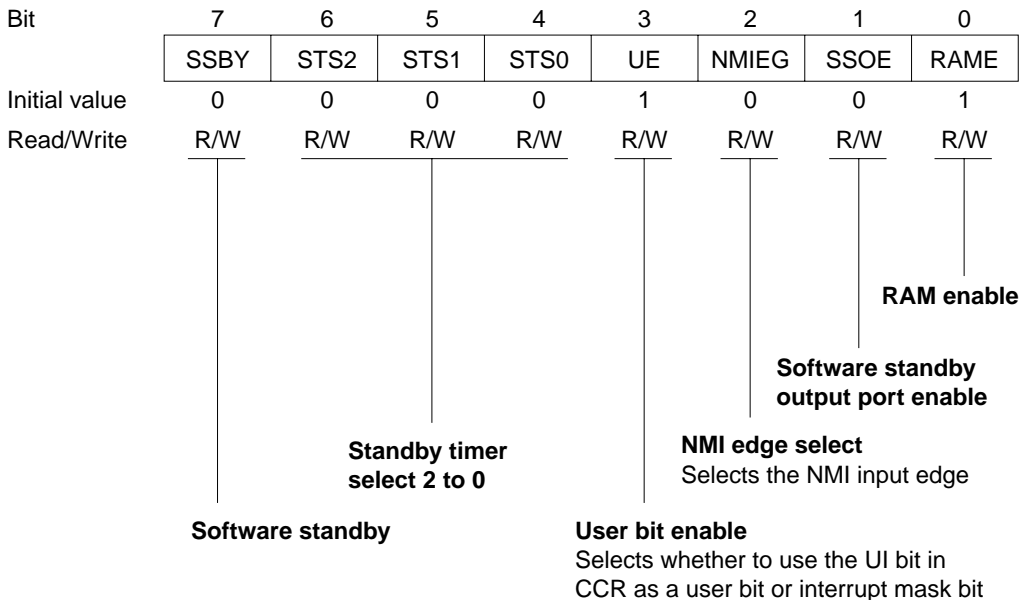 Bit 7 6 5 4 3 2 1 0
SSBY STS2 STS1 STS0 UE NMIEG SSOE RAME
Initial value 0 0 0 0 1 0 0 1
Read/Write R/W R/W R/W R/W R/W R/W R/W R/W
RAM enable
Software standby
output port enable
NMI edge select
Selects the NMI input edge
Standby timer
select 2 to 0
Software standby
User bit enable
Selects whether to use the UI bit in
CCR as a user bit or interrupt mask bit